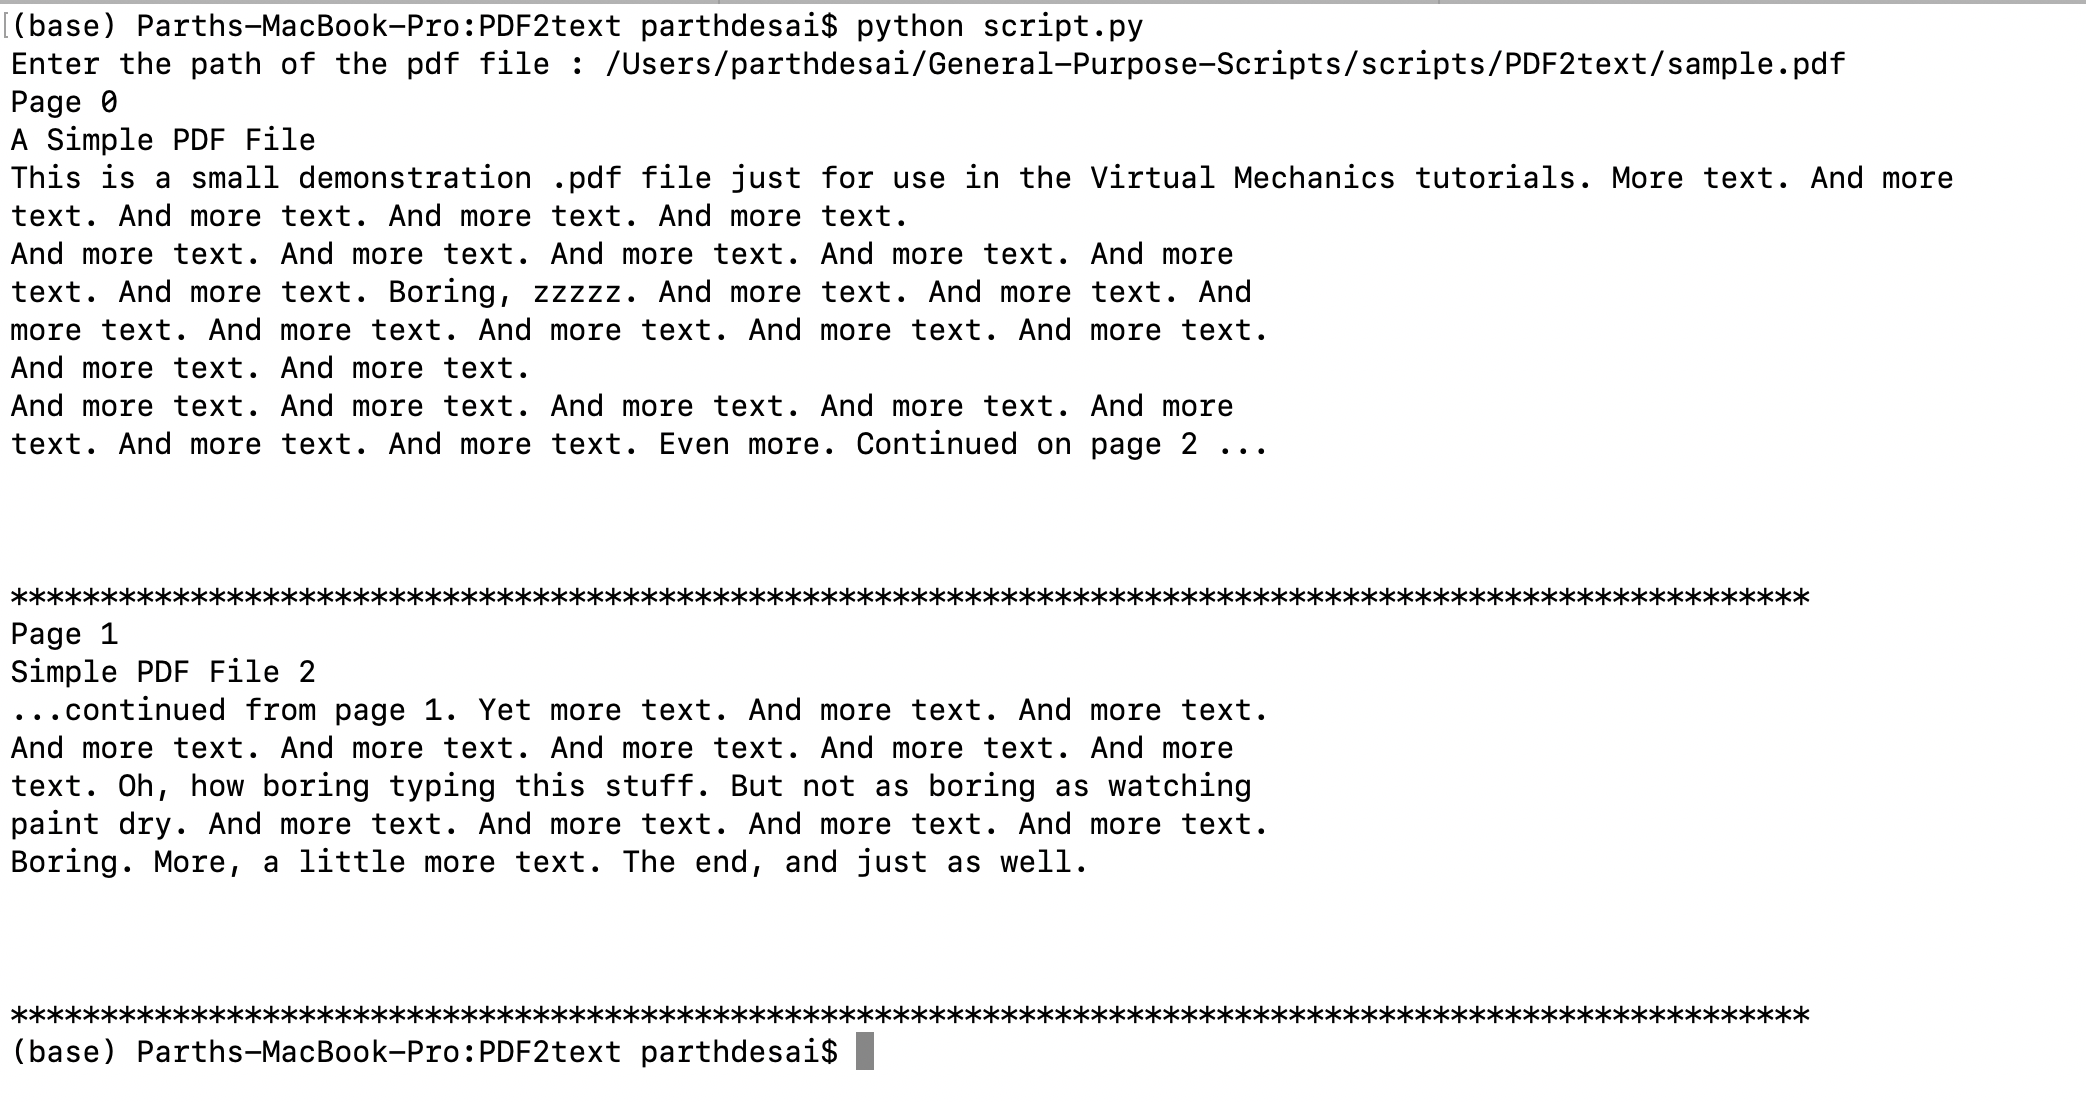 [(base) Parths-MacBook-Pro:PDF2text parthdesai$ python script.py
Enter the path of the pdf file : /Users/parthdesai/General-Purpose-Scripts/scripts/PDF2text/sample.pdf
Page 0
A Simple PDF File
This is a small demonstration .pdf file just for use in the Virtual Mechanics tutorials. More text. And more
text. And more text. And more text. And more text.
And more text. And more text. And more text. And more text. And more
text. And more text. Boring, zzzzz. And more text. And more text. And
more text. And more text. And more text. And more text. And more text.
And more text. And more text.
And more text. And more text. And more text. And more text. And more
text. And more text. And more text. Even more. Continued on page 2 ...
****************************************************************************************************
Page 1
Simple PDF File 2
...continued from page 1. Yet more text. And more text. And more text.
And more text. And more text. And more text. And more text. And more
text. Oh, how boring typing this stuff. But not as boring as watching
paint dry. And more text. And more text. And more text. And more text.
Boring. More, a little more text. The end, and just as well.
****************************************************************************************************
(base) Parths-MacBook-Pro:PDF2text parthdesai$